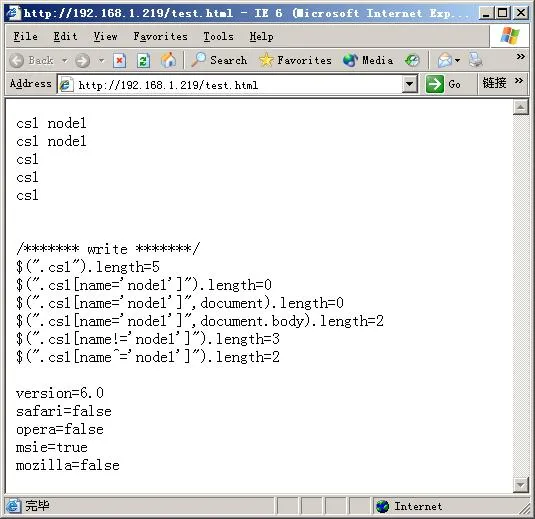 http://192.168.1.219/test.html - IE 6 (Microsoft Internet Exp...
File Edit View Favorites Tools Help
Back Search Favorites Media
Address http://192.168.1.219/test.html Go 链接
cs1 node1
cs1 node1
cs1
cs1
cs1
/******* write *******/
$(".cs1").length=5
$(".cs1[name='node1']").length=0
$(".cs1[name='node1']",document).length=0
$(".cs1[name='node1']",document.body).length=2
$(".cs1[name!='node1']").length=3
$(".cs1[name^='node1']").length=2
version=6.0
safari=false
opera=false
msie=true
mozilla=false
完毕 Internet